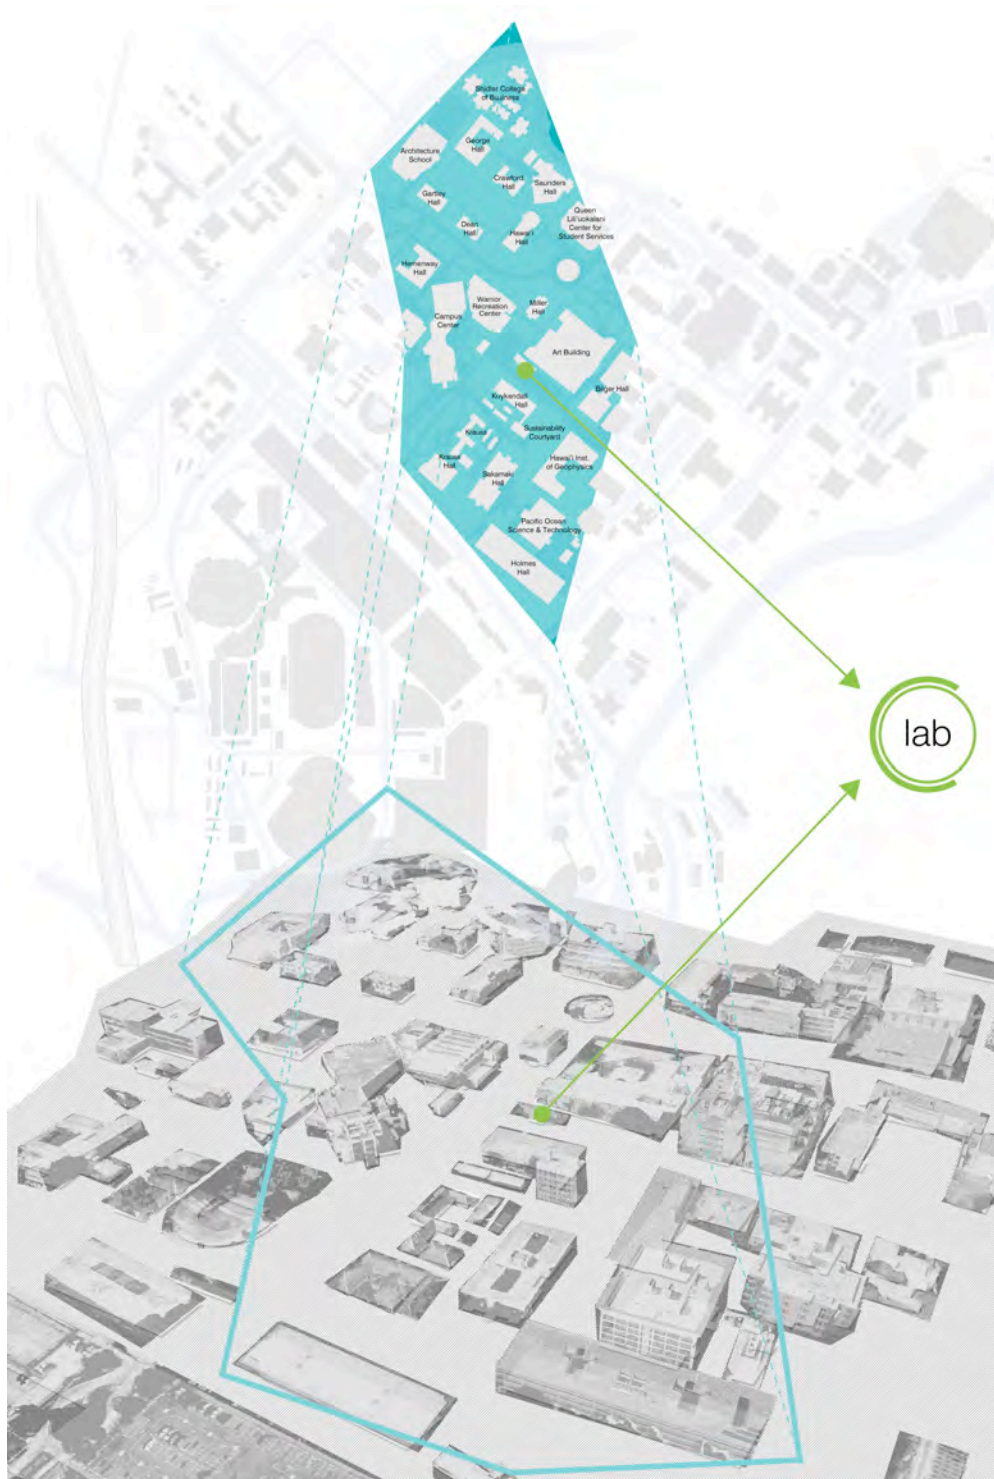 Shidler College
of Business
George
Hall
Architecture
School
Crawford
Hall
Saunders
Hall
Gartley
Hall
Queen
Lili'uokalani
Center for
Student Services
Dean
Hall
Hawai'i
Hall
Hemenway
Hall
Warrior
Recreation
Center
Miller
Hall
Campus
Center
Art Building
Bilger Hall
Kuykendall
Hall
Sustainability
Courtyard
Krauss
Krauss
Hall
Hawai'i Inst.
of Geophysics
Sakamaki
Hall
Pacific Ocean
Science & Technology
Holmes
Hall
lab